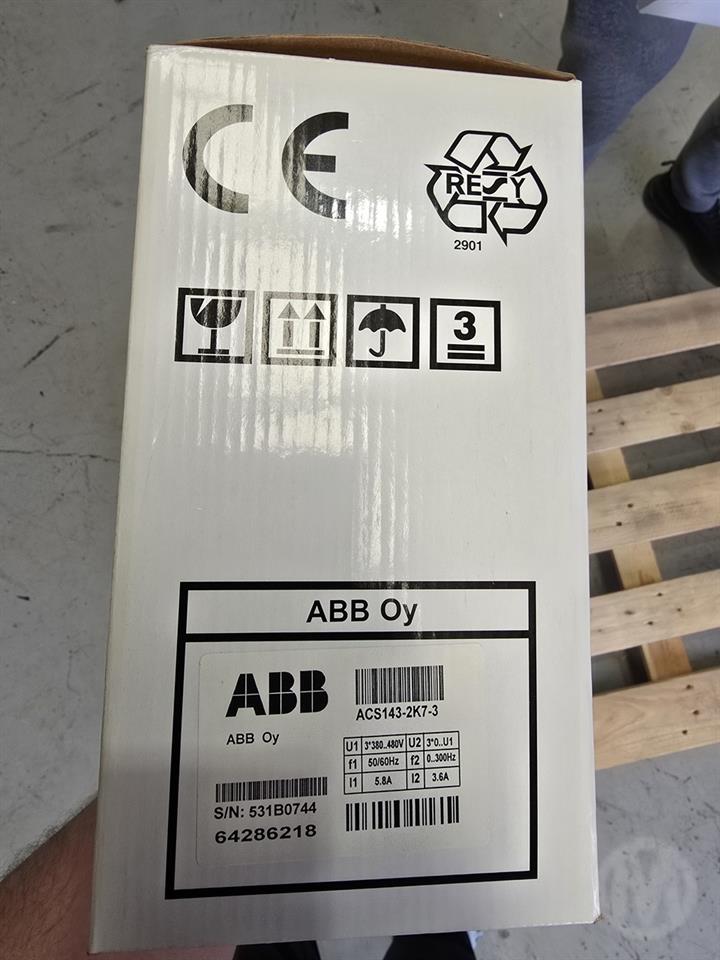 CE
RESY
2901
3
ABB Oy
ABB
ACS143-2K7-3
ABB Oy
U1 3*380..480V U2 3*0..U1
f1 50/60Hz f2 0..300Hz
I1 5.8A I2 3.6A
S/N: 531B0744
64286218
M